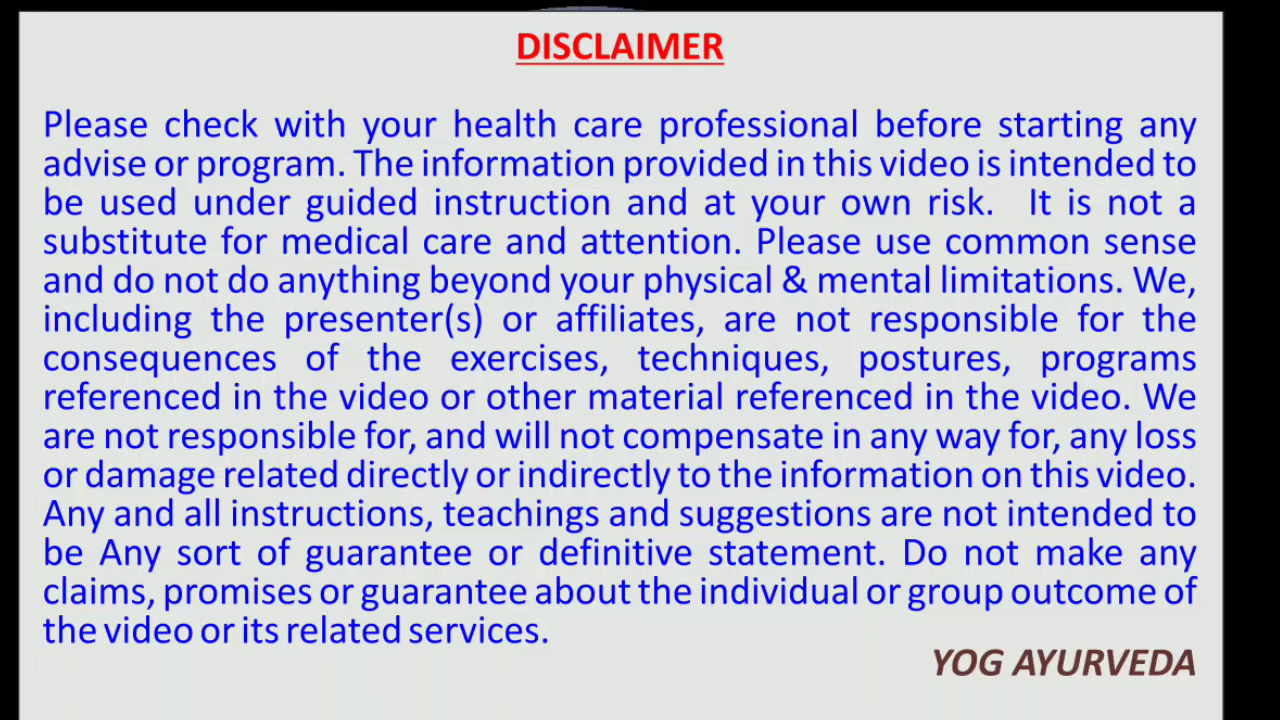 DISCLAIMER
Please check with your health care professional before starting any
advise or program. The information provided in this video is intended to
be used under guided instruction and at your own risk. It is not a
substitute for medical care and attention. Please use common sense
and do not do anything beyond your physical & mental limitations. We,
including the presenter(s) or affiliates, are not responsible for the
consequences of the exercises, techniques, postures, programs
referenced in the video or other material referenced in the video. We
are not responsible for, and will not compensate in any way for, any loss
or damage related directly or indirectly to the information on this video.
Any and all instructions, teachings and suggestions are not intended to
be Any sort of guarantee or definitive statement. Do not make any
claims, promises or guarantee about the individual or group outcome of
the video or its related services.
YOG AYURVEDA